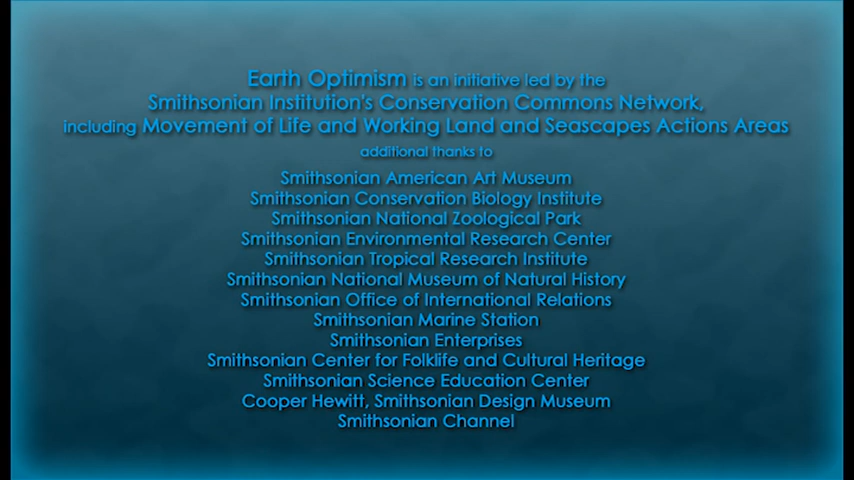 Earth Optimism is an initiative led by the
Smithsonian Institution's Conservation Commons Network,
including Movement of Life and Working Land and Seascapes Actions Areas
additional thanks to
Smithsonian American Art Museum
Smithsonian Conservation Biology Institute
Smithsonian National Zoological Park
Smithsonian Environmental Research Center
Smithsonian Tropical Research Institute
Smithsonian National Museum of Natural History
Smithsonian Office of International Relations
Smithsonian Marine Station
Smithsonian Enterprises
Smithsonian Center for Folklife and Cultural Heritage
Smithsonian Science Education Center
Cooper Hewitt, Smithsonian Design Museum
Smithsonian Channel